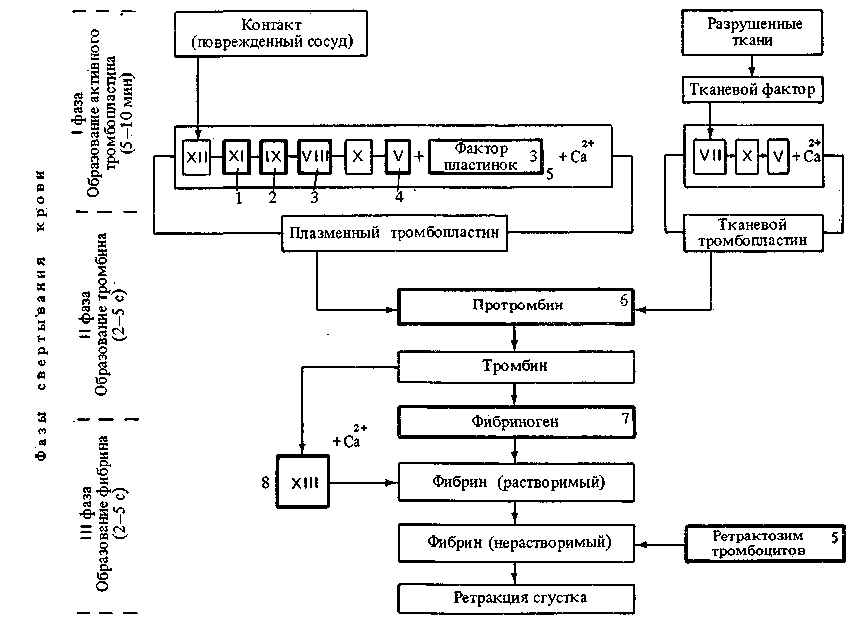 Фазы свертывания крови
I фаза
Образование активного
тромбопластина
(5–10 мин)
II фаза
Образование тромбина
(2–5 с)
III фаза
Образование фибрина
(2–5 с)
Контакт
(поврежденный сосуд)
Разрушенные
ткани
Тканевой фактор
XII XI IX VIII X V + Фактор
пластинок 3 + Ca2+
1 2 3 4 5
VII X V + Ca2+
Плазменный тромбопластин
Тканевой
тромбопластин
Протромбин 6
Тромбин
Фибриноген 7
+Ca2+
8 XIII
Фибрин (растворимый)
Фибрин (нерастворимый)
Ретрактозим 5
тромбоцитов
Ретракция сгустка